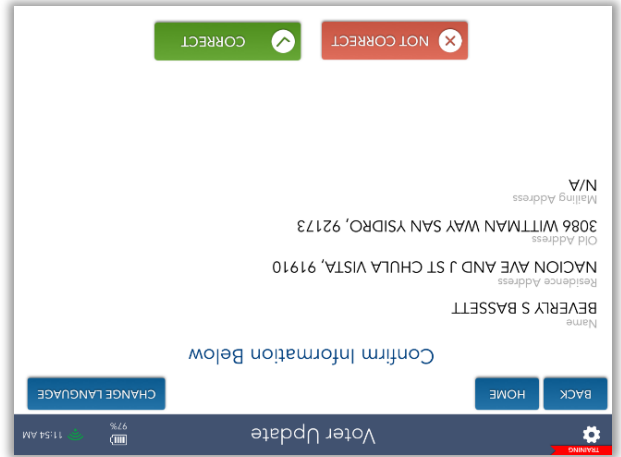 TRAINING
Voter Update
97%
11:54 AM
BACK
HOME
CHANGE LANGUAGE
Confirm Information Below
Name
BEVERLY S BASSETT
Residence Address
NACION AVE AND J ST CHULA VISTA, 91910
Old Address
3086 WITTMAN WAY SAN YSIDRO, 92173
Mailing Address
N/A
NOT CORRECT
CORRECT